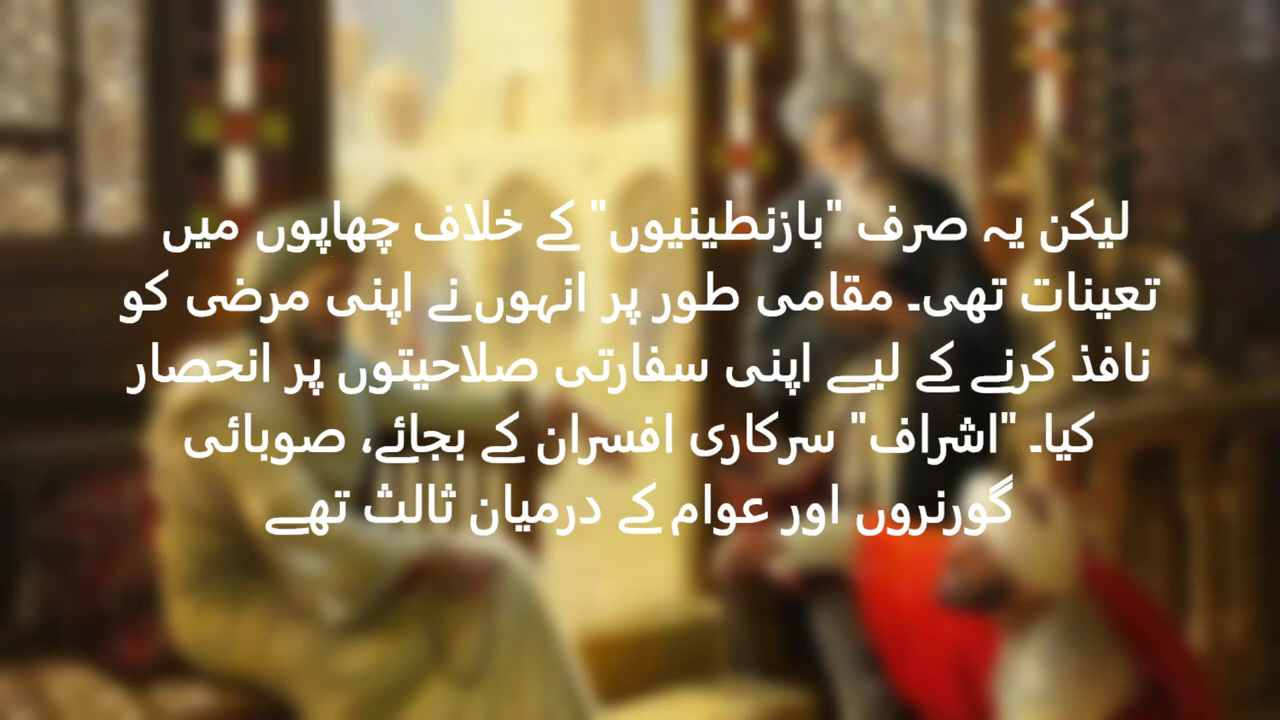 لیکن یہ صرف "بازنطینیوں" کے خلاف چھاپوں میں
تعینات تھی۔ مقامی طور پر انہوں نے اپنی مرضی کو
نافذ کرنے کے لیے اپنی سفارتی صلاحیتوں پر انحصار
کیا۔ "اشراف" سرکاری افسران کے بجائے، صوبائی
گورنروں اور عوام کے درمیان ثالث تھے